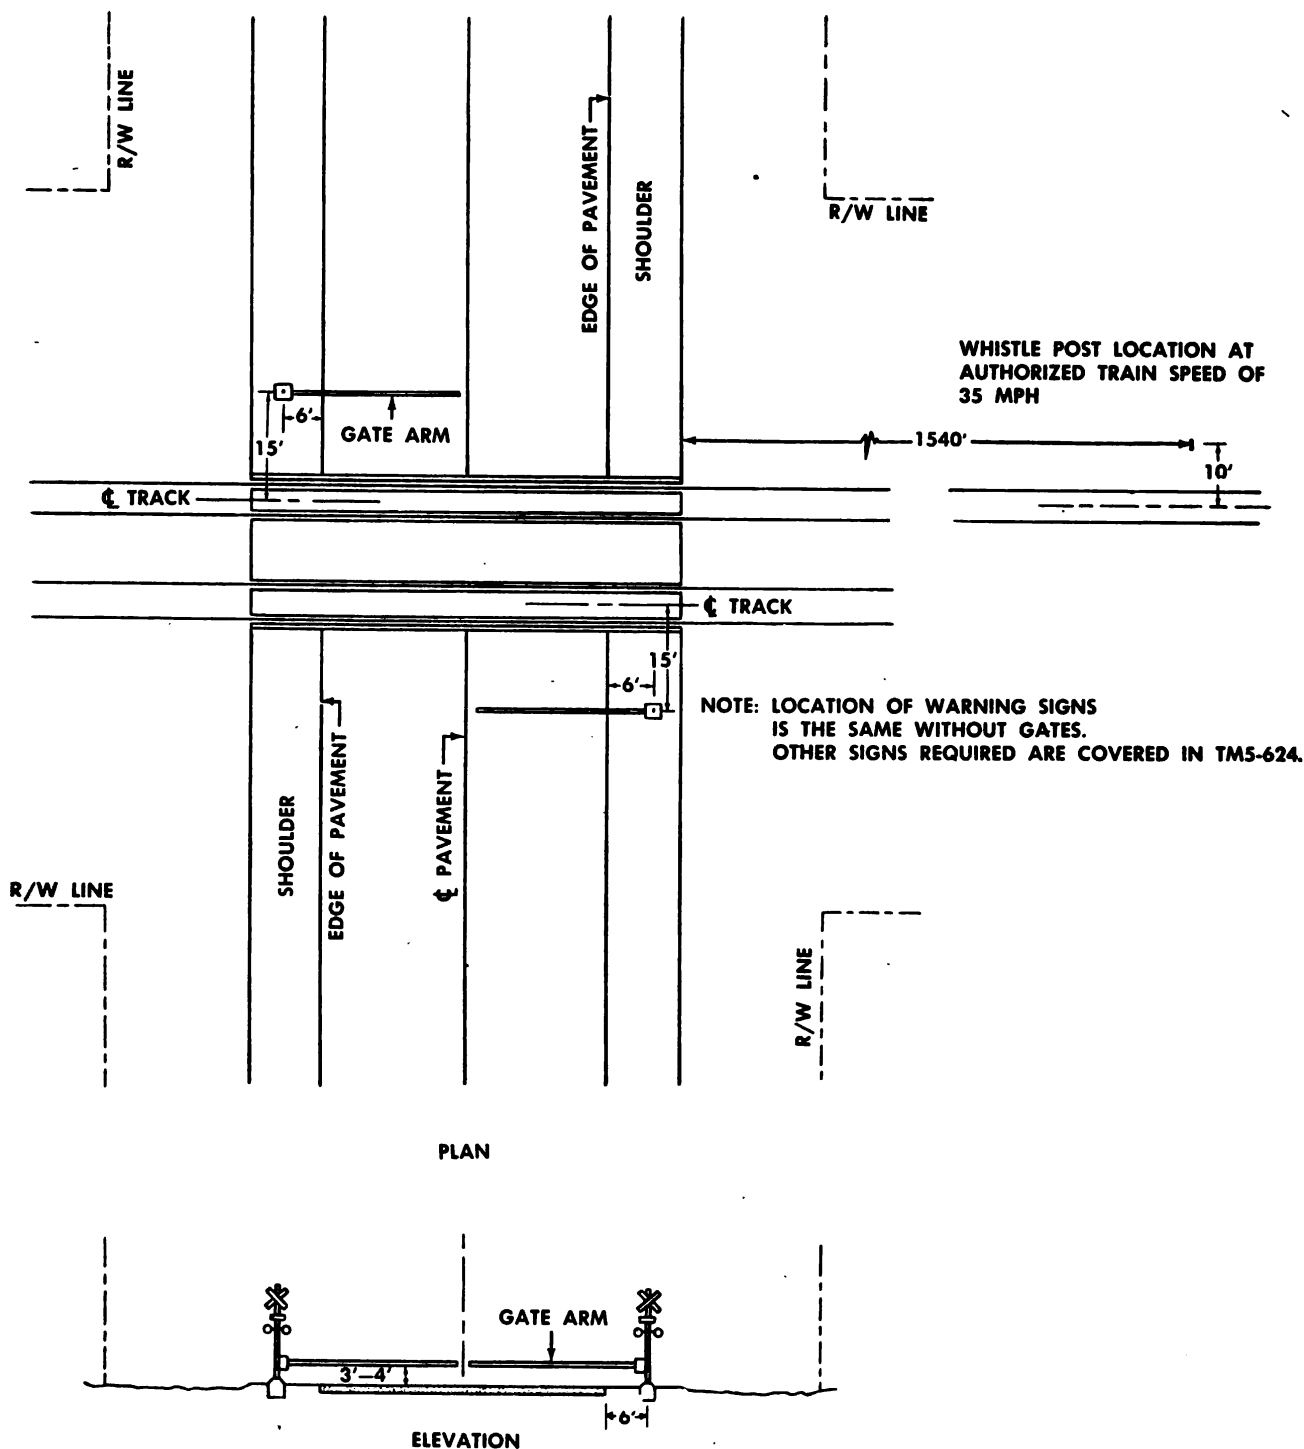 R/W LINE
EDGE OF PAVEMENT
SHOULDER
R/W LINE
WHISTLE POST LOCATION AT
AUTHORIZED TRAIN SPEED OF
35 MPH
6'
GATE ARM
15'
1540'
10'
℄ TRACK
℄ TRACK
15'
6'
NOTE: LOCATION OF WARNING SIGNS
IS THE SAME WITHOUT GATES.
OTHER SIGNS REQUIRED ARE COVERED IN TM5-624.
SHOULDER
EDGE OF PAVEMENT
℄ PAVEMENT
R/W LINE
R/W LINE
PLAN
GATE ARM
3'–4'
6'
ELEVATION